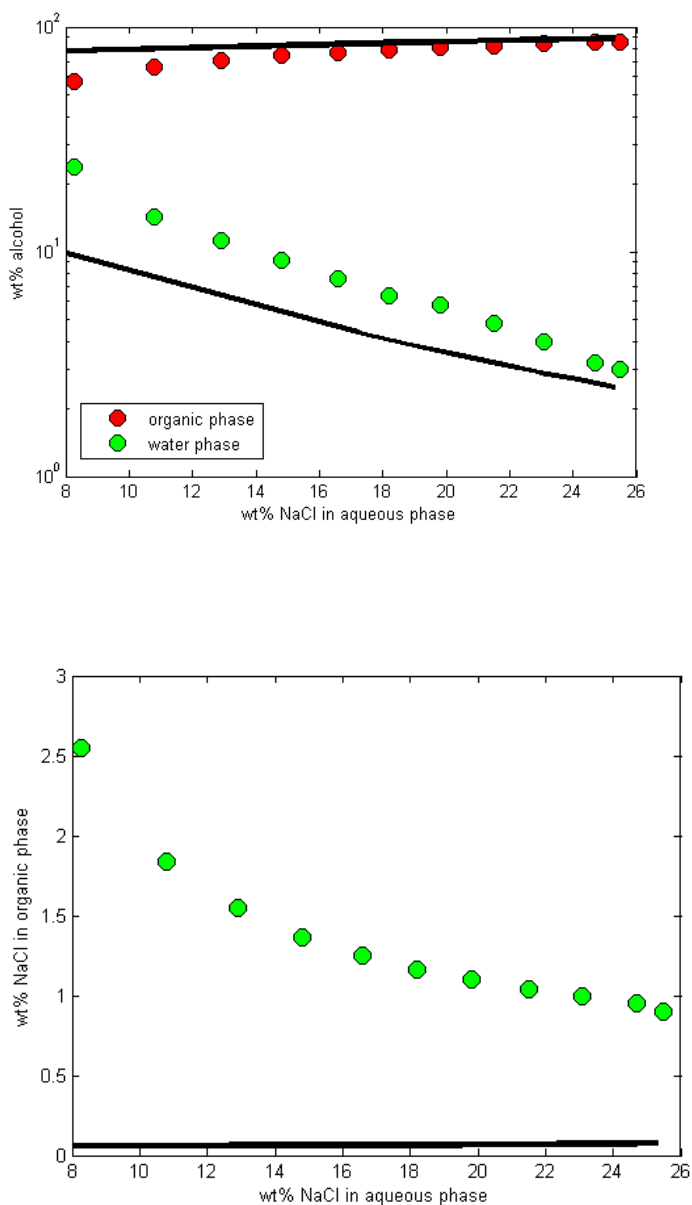 10²
10¹
10⁰
wt% alcohol
organic phase
water phase
8 10 12 14 16 18 20 22 24 26
wt% NaCl in aqueous phase
3
2.5
2
1.5
1
0.5
0
wt% NaCl in organic phase
8 10 12 14 16 18 20 22 24 26
wt% NaCl in aqueous phase